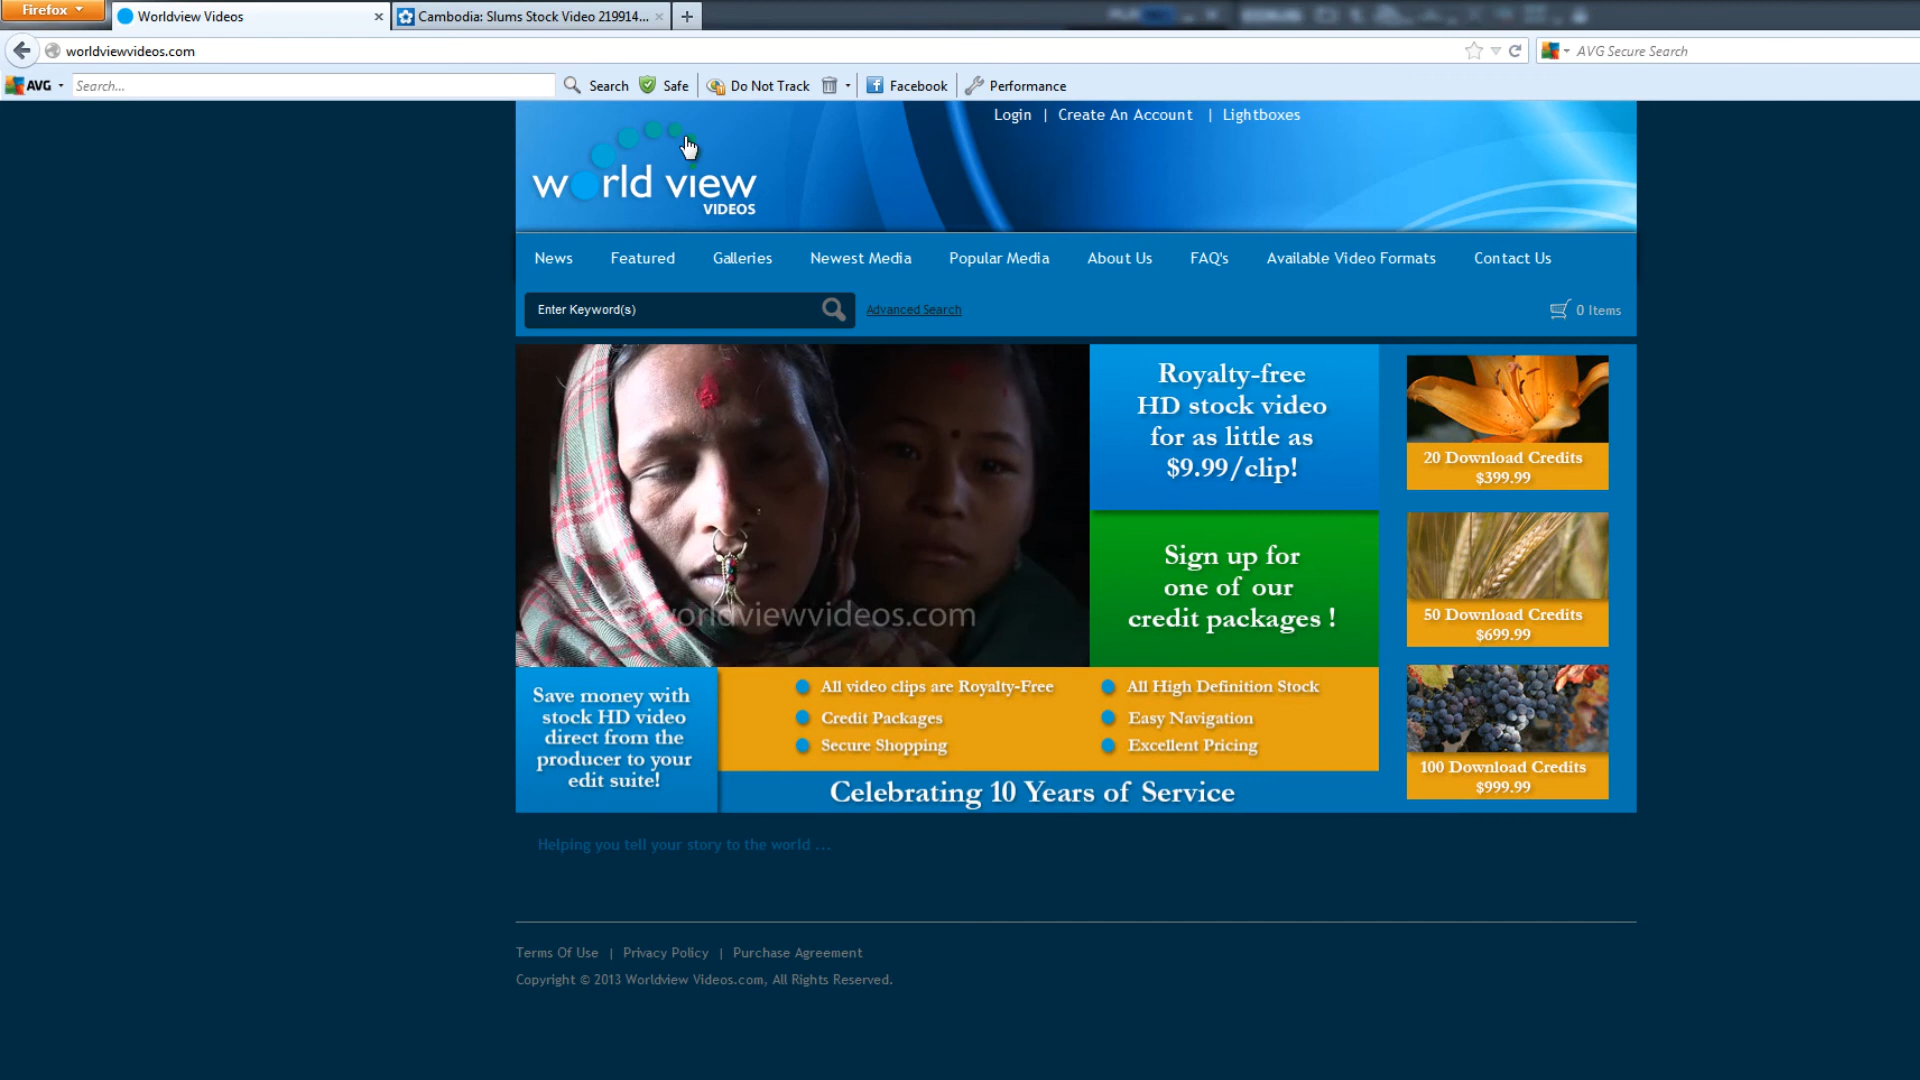 Firefox
Worldview Videos
Cambodia: Slums Stock Video 219914...
worldviewvideos.com
AVG Secure Search
AVG
Search...
Search
Safe
Do Not Track
Facebook
Performance
Login | Create An Account | Lightboxes
world view
VIDEOS
News
Featured
Galleries
Newest Media
Popular Media
About Us
FAQ's
Available Video Formats
Contact Us
Enter Keyword(s)
Advanced Search
0 Items
worldviewvideos.com
Royalty-free
HD stock video
for as little as
$9.99/clip!
Sign up for
one of our
credit packages !
20 Download Credits
$399.99
50 Download Credits
$699.99
100 Download Credits
$999.99
Save money with
stock HD video
direct from the
producer to your
edit suite!
All video clips are Royalty-Free
Credit Packages
Secure Shopping
All High Definition Stock
Easy Navigation
Excellent Pricing
Celebrating 10 Years of Service
Helping you tell your story to the world ...
Terms Of Use | Privacy Policy | Purchase Agreement
Copyright © 2013 Worldview Videos.com, All Rights Reserved.